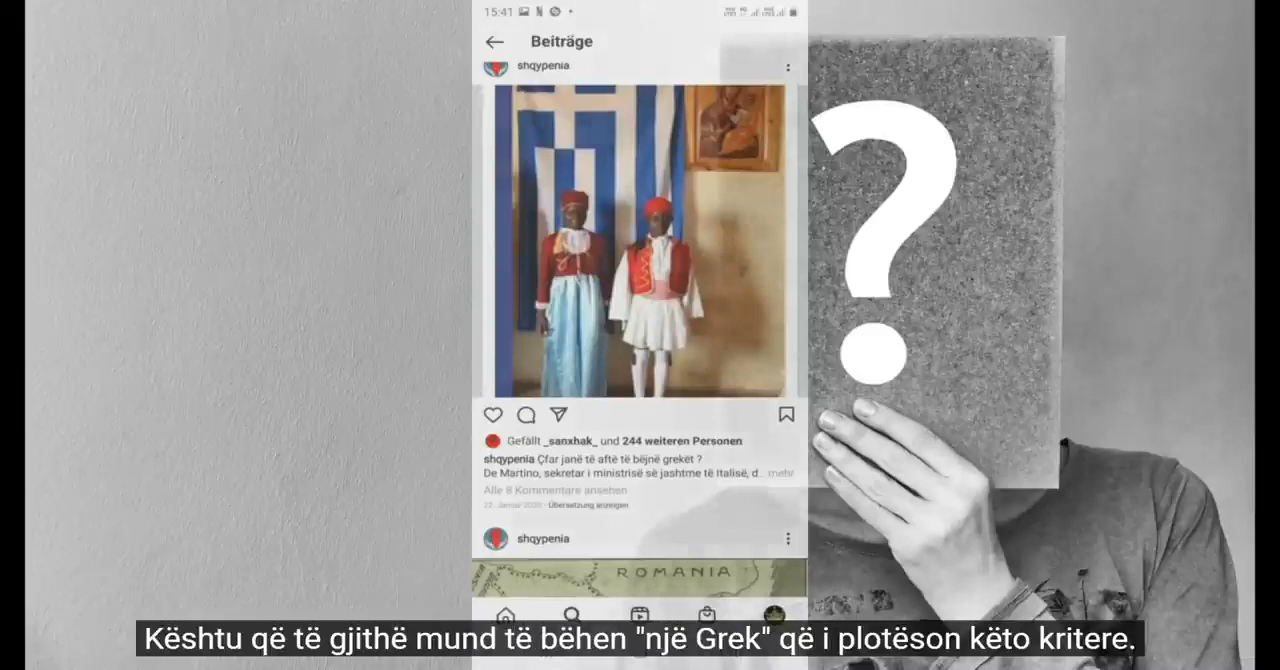 15:41
Beiträge
shqypenia
?
Gefällt _sanxhak_ und 244 weiteren Personen
shqypenia Çfar janë të aftë të bëjnë grekët ?
De Martino, sekretar i ministrisë së jashtme të Italisë, d... mehr
Alle 8 Kommentare ansehen
Januar 2020 · Übersetzung anzeigen
shqypenia
ROMANIA
Kështu që të gjithë mund të bëhen "një Grek" që i plotëson këto kritere.